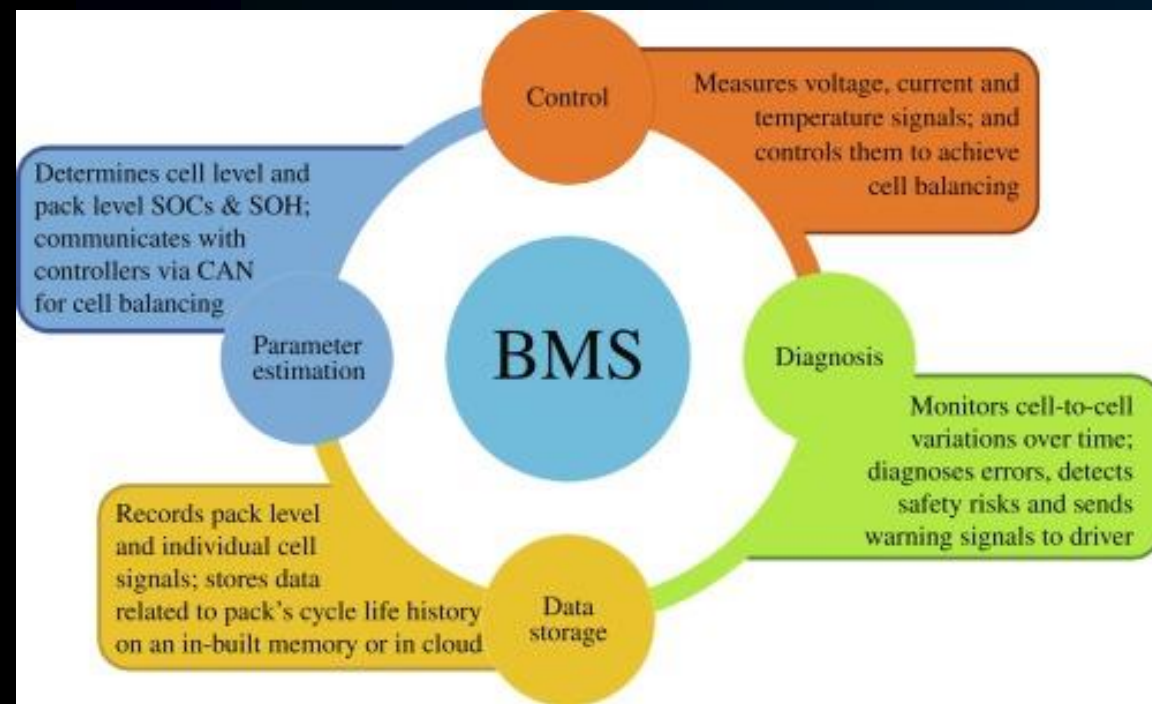 Control
Measures voltage, current and
temperature signals; and
controls them to achieve
cell balancing
Determines cell level and
pack level SOCs & SOH;
communicates with
controllers via CAN
for cell balancing
Parameter
estimation
BMS
Diagnosis
Monitors cell-to-cell
variations over time;
diagnoses errors, detects
safety risks and sends
warning signals to driver
Records pack level
and individual cell
signals; stores data
related to pack's cycle life history
on an in-built memory or in cloud
Data
storage